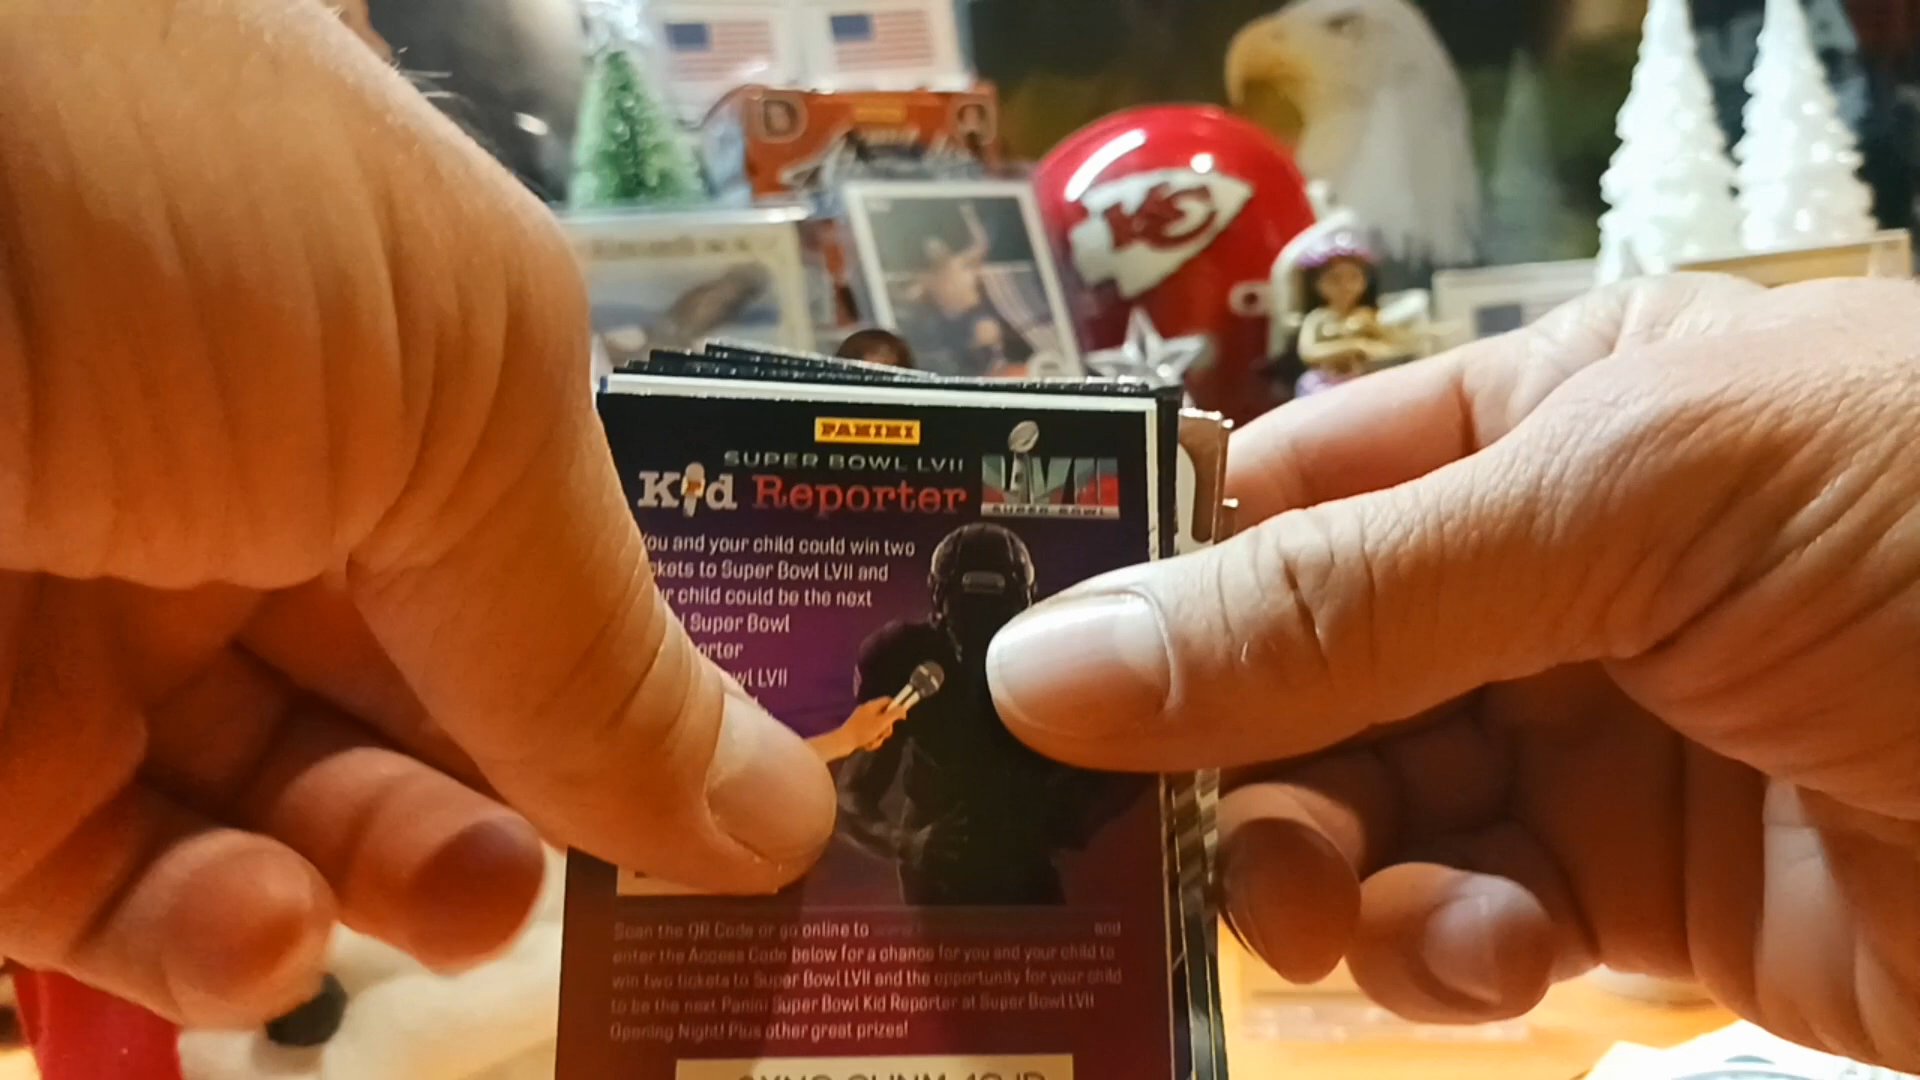 KC
PANINI
SUPER BOWL LVII
Kid Reporter
LVII
SUPER BOWL
You and your child could win two
tickets to Super Bowl LVII and
child could be the next
Super Bowl
LVII
Scan the QR Code or go online to and
enter the Access Code below for a chance for you and your child to
win two tickets to Super Bowl LVII and the opportunity for your child
to be the next Panini Super Bowl Kid Reporter at Super Bowl LVII
Opening Night! Plus other great prizes!